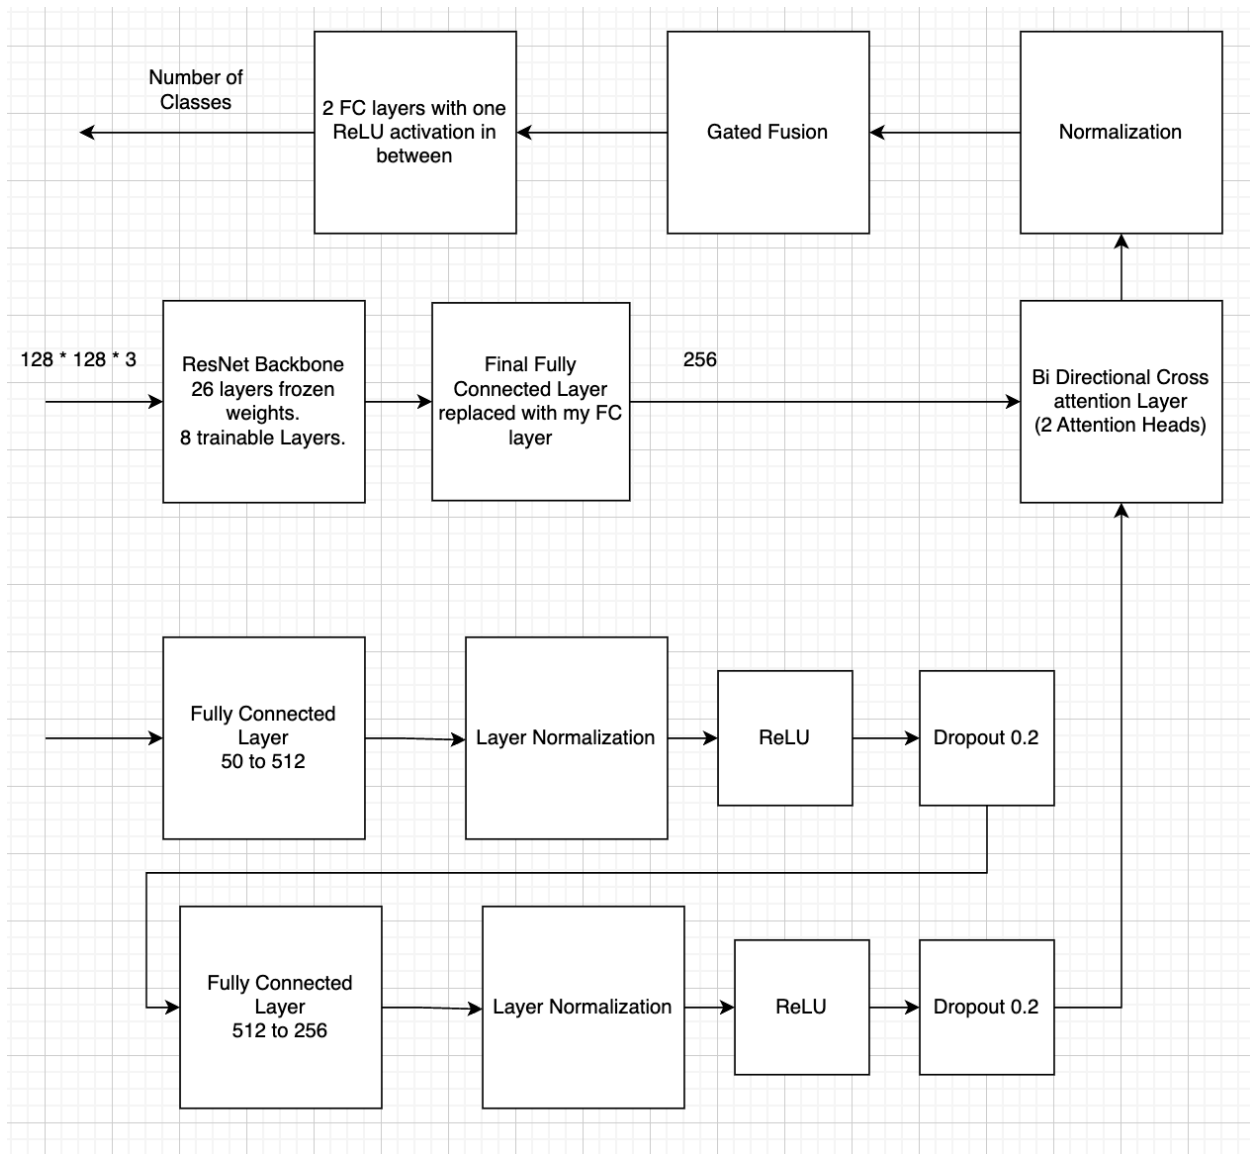 Number of
Classes
2 FC layers with one
ReLU activation in
between
Gated Fusion
Normalization
128 * 128 * 3
ResNet Backbone
26 layers frozen
weights.
8 trainable Layers.
Final Fully
Connected Layer
replaced with my FC
layer
256
Bi Directional Cross
attention Layer
(2 Attention Heads)
Fully Connected
Layer
50 to 512
Layer Normalization
ReLU
Dropout 0.2
Fully Connected
Layer
512 to 256
Layer Normalization
ReLU
Dropout 0.2